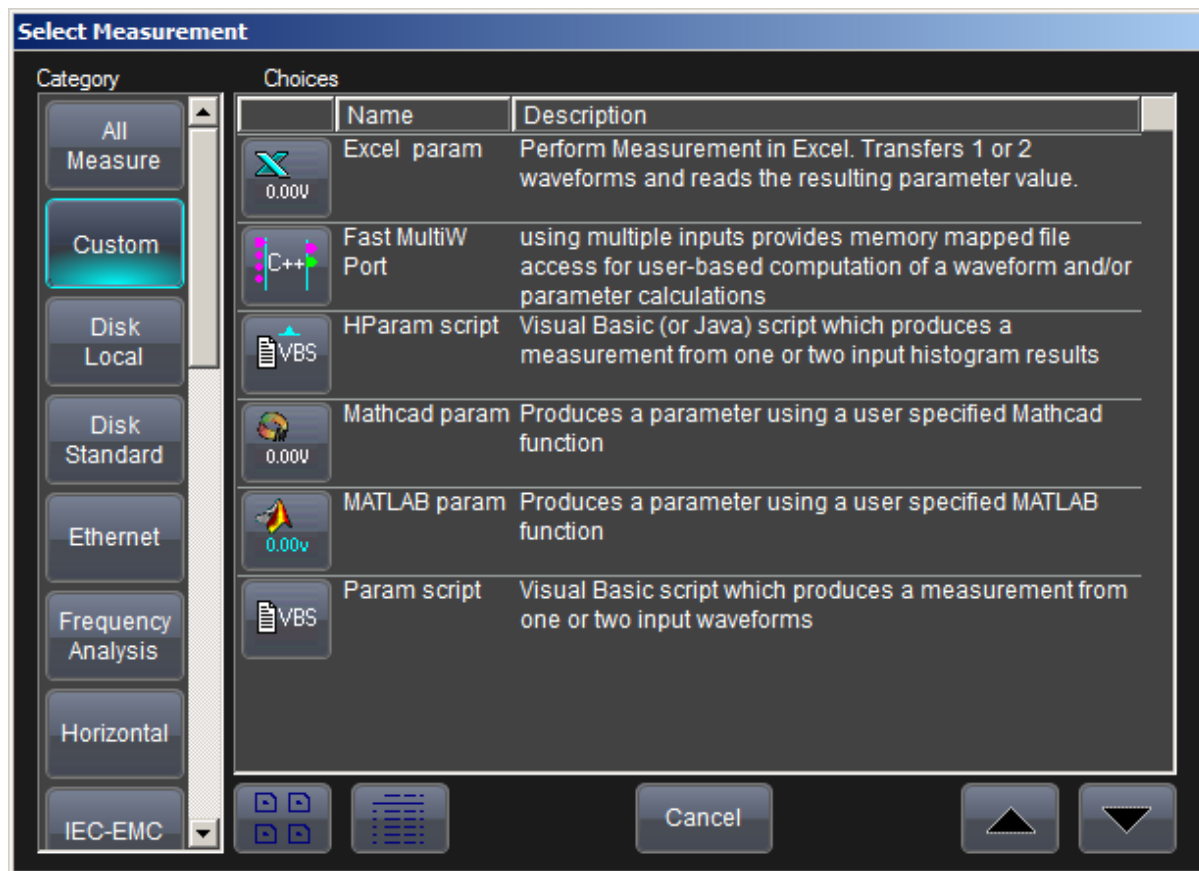 Select Measurement
Category
Choices
All
Measure
Custom
Disk
Local
Disk
Standard
Ethernet
Frequency
Analysis
Horizontal
IEC-EMC
Name
Description
0.00V
Excel param
Perform Measurement in Excel. Transfers 1 or 2
waveforms and reads the resulting parameter value.
C++
Fast MultiW
Port
using multiple inputs provides memory mapped file
access for user-based computation of a waveform and/or
parameter calculations
VBS
HParam script
Visual Basic (or Java) script which produces a
measurement from one or two input histogram results
0.00V
Mathcad param
Produces a parameter using a user specified Mathcad
function
0.00v
MATLAB param
Produces a parameter using a user specified MATLAB
function
VBS
Param script
Visual Basic script which produces a measurement from
one or two input waveforms
Cancel